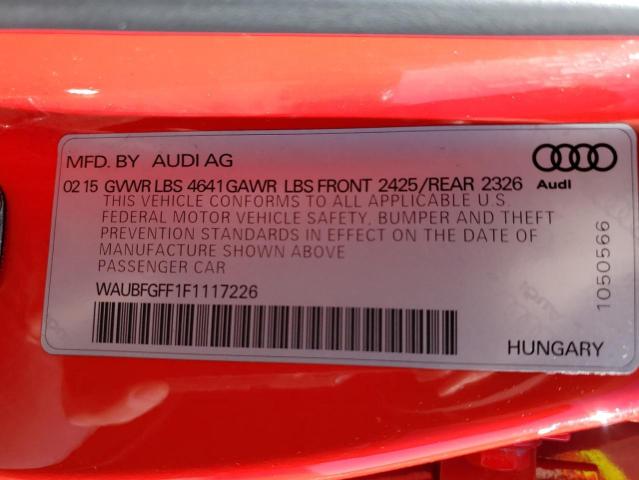 MFD. BY AUDI AG
02 15 GVWR LBS 4641 GAWR LBS FRONT 2425/REAR 2326
Audi
THIS VEHICLE CONFORMS TO ALL APPLICABLE U.S.
FEDERAL MOTOR VEHICLE SAFETY, BUMPER AND THEFT
PREVENTION STANDARDS IN EFFECT ON THE DATE OF
MANUFACTURE SHOWN ABOVE
PASSENGER CAR
WAUBFGFF1F1117226
HUNGARY
1050566